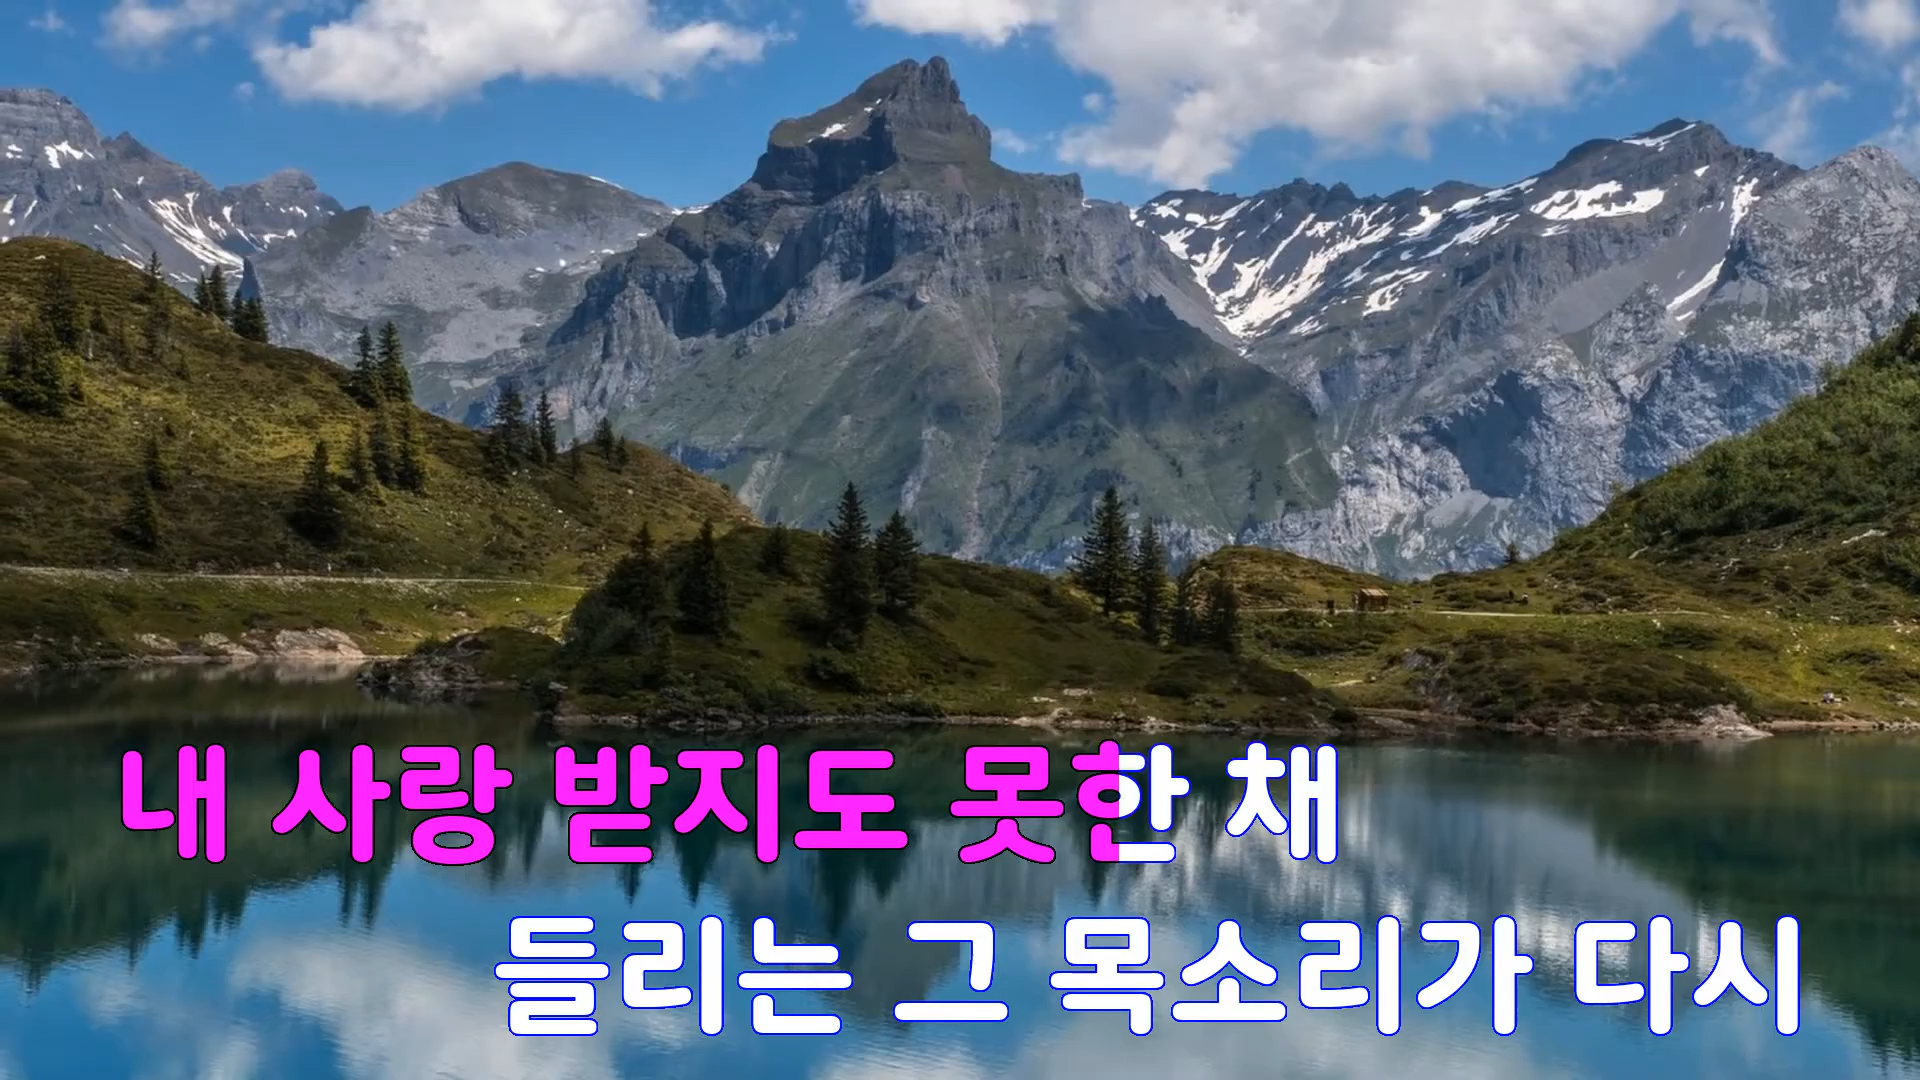 내 사랑 받지도 못한 채
들리는 그 목소리가 다시